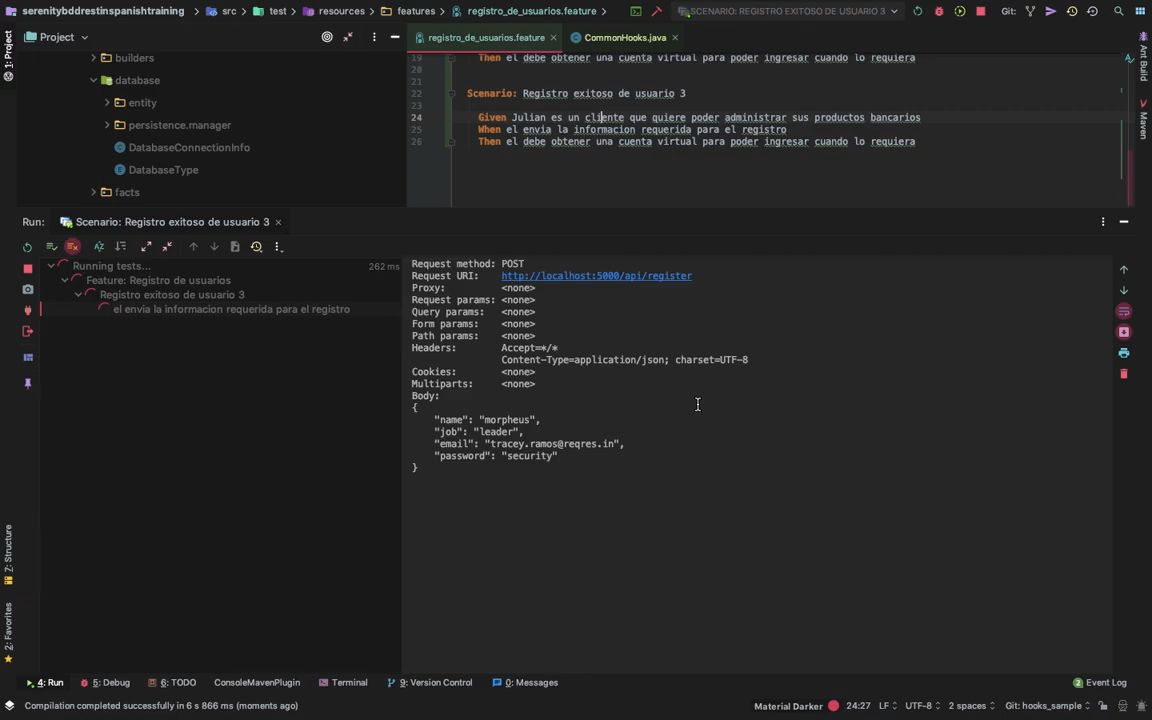 serenitybddrestinspanishtraining > src > test > resources > features > registro_de_usuarios.feature >
SCENARIO: REGISTRO EXITOSO DE USUARIO 3
Git:
1: Project
Project
registro_de_usuarios.feature ×
CommonHooks.java ×
builders
database
entity
persistence.manager
DatabaseConnectionInfo
DatabaseType
facts
19 Then el debe obtener una cuenta virtual para poder ingresar cuando lo requiera
20
21
22 Scenario: Registro exitoso de usuario 3
23
24 Given Julian es un cliente que quiere poder administrar sus productos bancarios
25 When el envia la informacion requerida para el registro
26 Then el debe obtener una cuenta virtual para poder ingresar cuando lo requiera
Ant Build
Maven
Run: Scenario: Registro exitoso de usuario 3 ×
Running tests... 262 ms
Feature: Registro de usuarios
Registro exitoso de usuario 3
el envia la informacion requerida para el registro
Request method: POST
Request URI: http://localhost:5000/api/register
Proxy: <none>
Request params: <none>
Query params: <none>
Form params: <none>
Path params: <none>
Headers: Accept=*/*
Content-Type=application/json; charset=UTF-8
Cookies: <none>
Multiparts: <none>
Body:
{
"name": "morpheus",
"job": "leader",
"email": "tracey.ramos@reqres.in",
"password": "security"
}
7: Structure
2: Favorites
4: Run 5: Debug 6: TODO ConsoleMavenPlugin Terminal 9: Version Control 0: Messages 2 Event Log
Compilation completed successfully in 6 s 866 ms (moments ago) Material Darker 24:27 LF UTF-8 2 spaces Git: hooks_sample